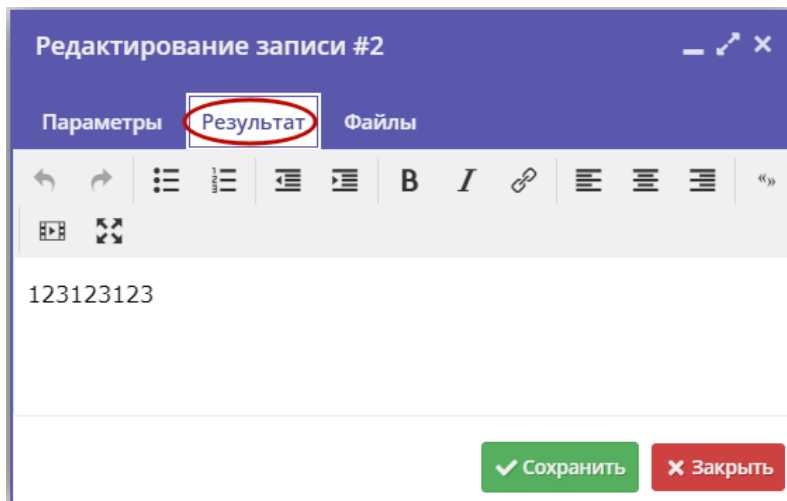 Редактирование записи #2
Параметры Результат Файлы
B I «»
123123123
Сохранить Закрыть